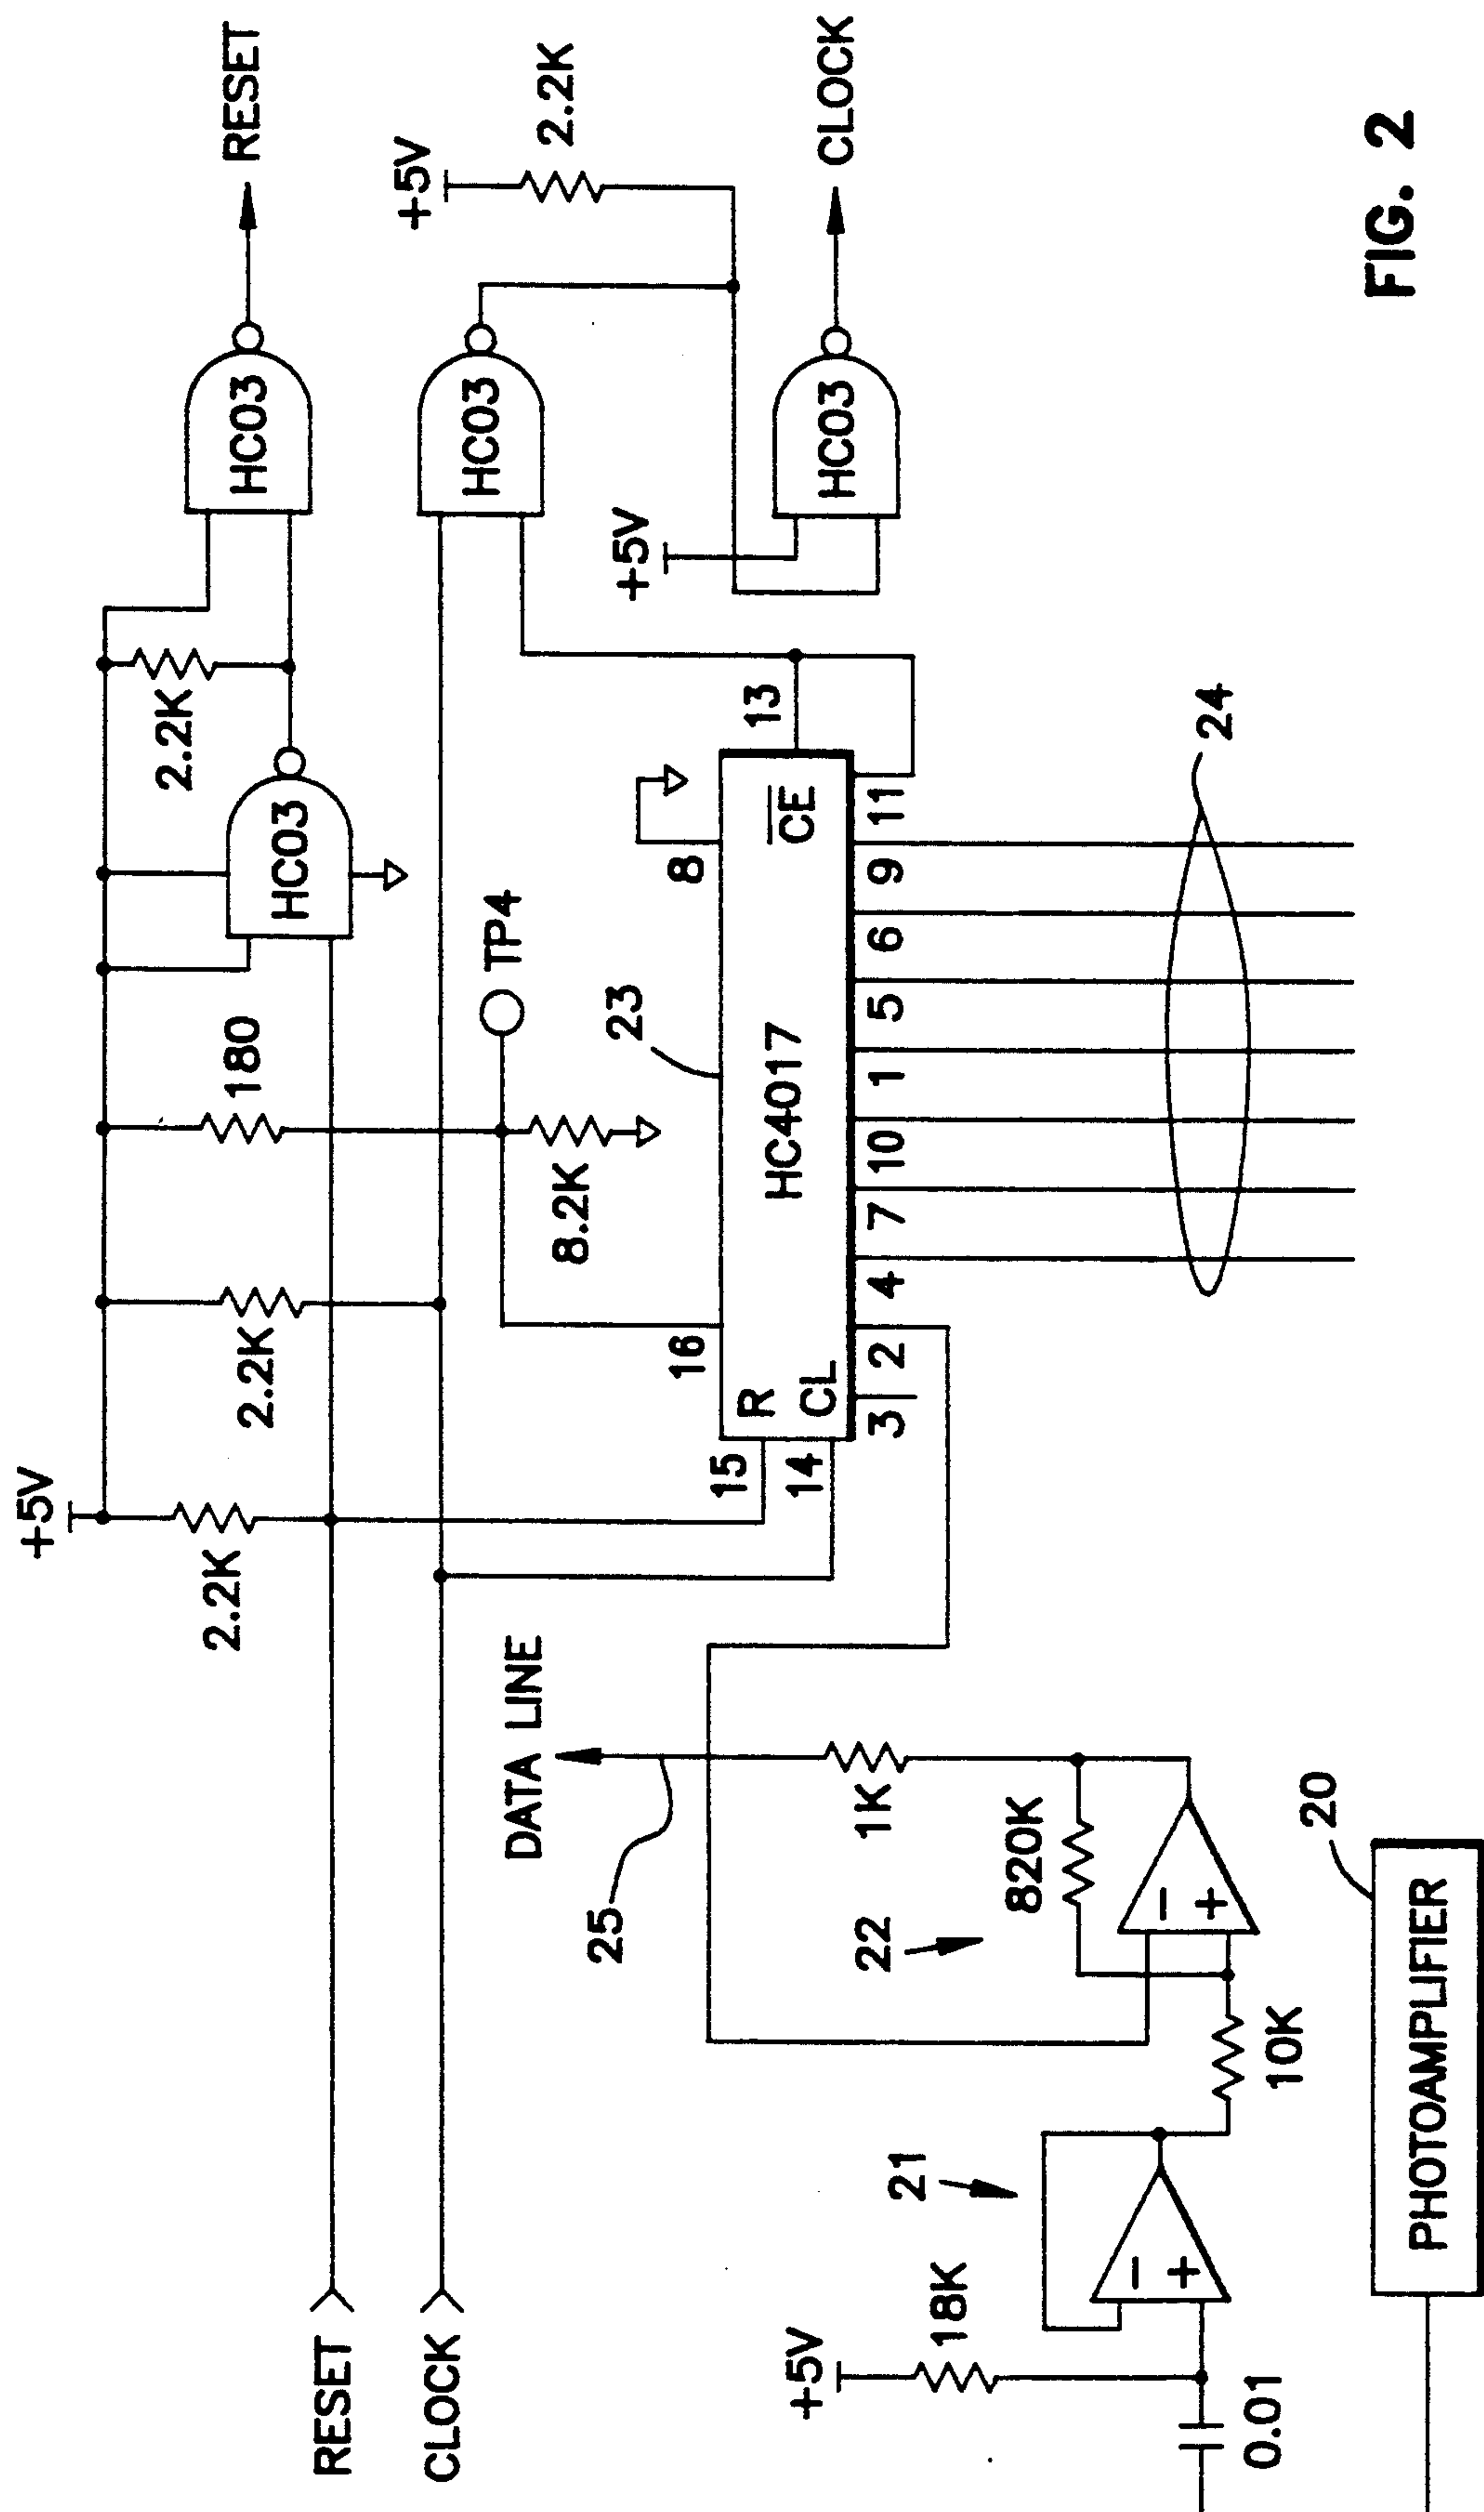 +5V
2.2K
2.2K
180
2.2K
HC03
HC03
RESET
RESET
CLOCK
+5V
2.2K
HC03
TP4
8.2K
23
+5V
HC03
CLOCK
DATA LINE
25
15
14
16
8
13
R
CL
HC4017
CE
3
2
4
7
10
1
5
6
9
11
24
+5V
18K
21
22
1K
820K
-
+
-
+
0.01
10K
20
PHOTOAMPLIFIER
FIG. 2